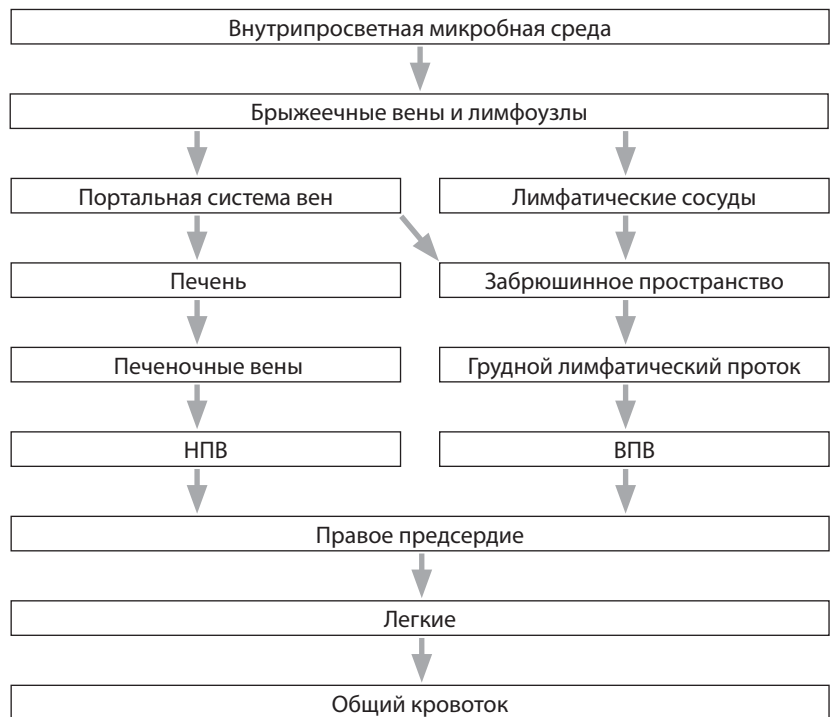 Внутрипросветная микробная среда
Брыжеечные вены и лимфоузлы
Портальная система вен
Лимфатические сосуды
Печень
Забрюшинное пространство
Печеночные вены
Грудной лимфатический проток
НПВ
ВПВ
Правое предсердие
Легкие
Общий кровоток